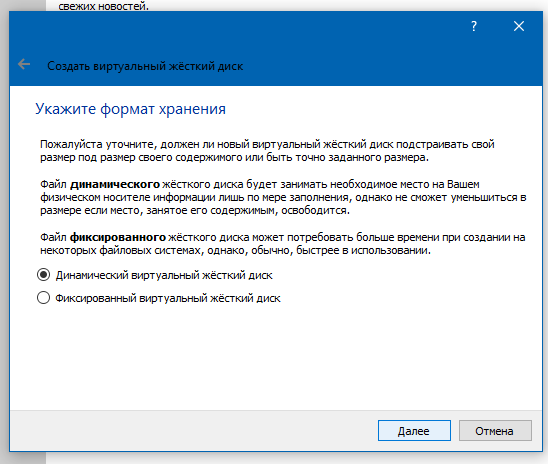 свежих новостей.
?
Создать виртуальный жёсткий диск
Укажите формат хранения
Пожалуйста уточните, должен ли новый виртуальный жёсткий диск подстраивать свой
размер под размер своего содержимого или быть точно заданного размера.
Файл динамического жёсткого диска будет занимать необходимое место на Вашем
физическом носителе информации лишь по мере заполнения, однако не сможет уменьшиться в
размере если место, занятое его содержимым, освободится.
Файл фиксированного жёсткого диска может потребовать больше времени при создании на
некоторых файловых системах, однако, обычно, быстрее в использовании.
Динамический виртуальный жёсткий диск
Фиксированный виртуальный жёсткий диск
Далее
Отмена